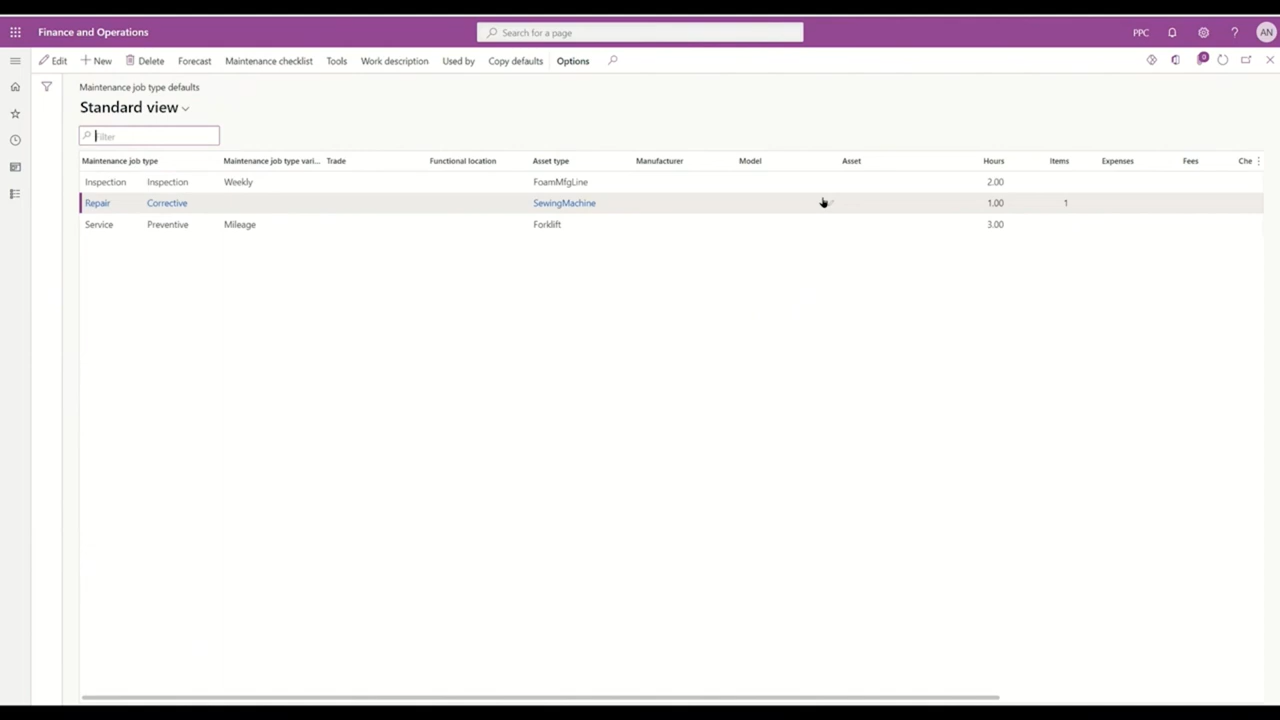 Finance and Operations
Search for a page
PPC
AN
Edit
New
Delete
Forecast
Maintenance checklist
Tools
Work description
Used by
Copy defaults
Options
0
Maintenance job type defaults
Standard view
Filter
Maintenance job type Maintenance job type vari... Trade Functional location Asset type Manufacturer Model Asset Hours Items Expenses Fees Che
Inspection Inspection Weekly FoamMfgLine 2.00
Repair Corrective SewingMachine 1.00 1
Service Preventive Mileage Forklift 3.00